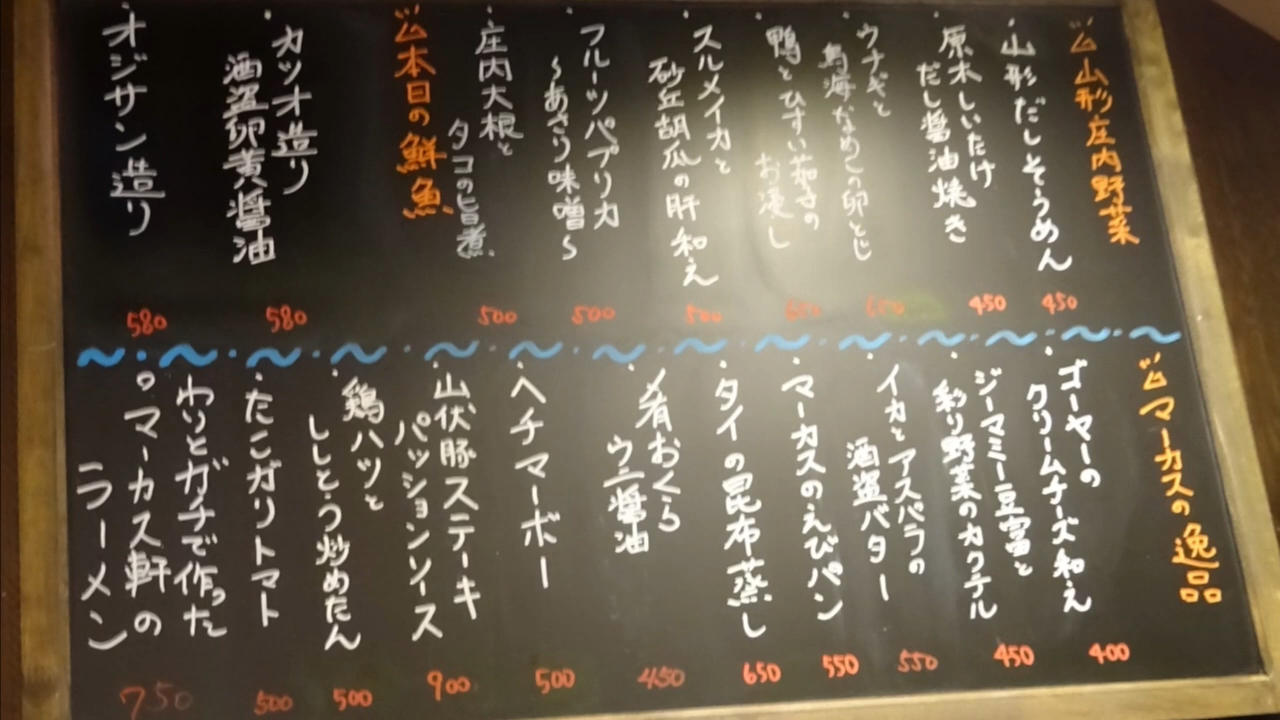 山形庄内野菜
・山形だしそうめん
450
・原木しいたけ
だし醤油焼き
450
・ウナギと
鳥海なめこの卵とじ
650
・鴨とひすい茄子の
お浸し
650
・スルメイカと
砂丘胡瓜の肝和え
500
・フルーツパプリカ
~あさり味噌~
500
・庄内大根と
タコの旨煮
500
本日の鮮魚
・カツオ造り
酒盗卵黄醤油
580
・オジサン造り
580
マーカスの逸品
・ゴーヤーの
クリームチーズ和え
400
・ジーマミー豆富と
彩り野菜のカクテル
450
・イカとアスパラの
酒盗バター
550
・マーカスのえびパン
550
・タイの昆布蒸し
650
・〆肴おくら
ウニ醤油
450
・ヘチマーボー
500
・山伏豚ステーキ
パッションソース
900
・鶏ハツと
ししとう炒めたん
500
・たこガリトマト
500
・わりとガチで作った
マーカス軒の
ラーメン
750